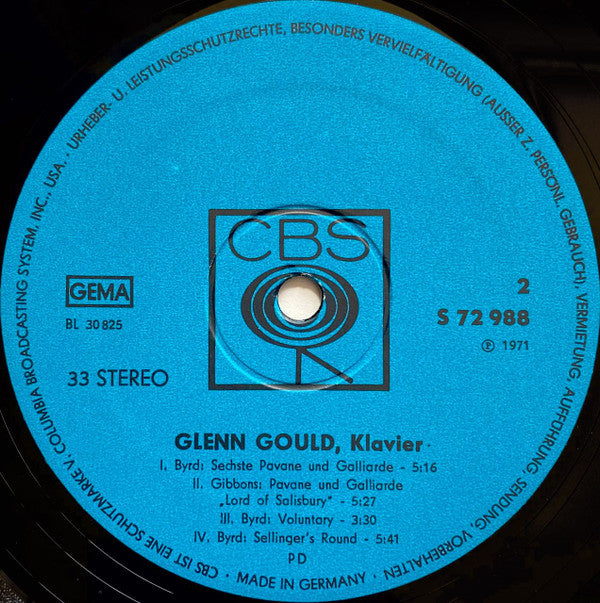 URHEBER- U. LEISTUNGSSCHUTZRECHTE, BESONDERS VERVIELFÄLTIGUNG (AUSSER Z. PERSONL. GEBRAUCH), VERMIETUNG, AUFFÜHRUNG, SENDUNG, VORBEHALTEN · MADE IN GERMANY · CBS IST EINE SCHUTZMARKE V. COLUMBIA BROADCASTING SYSTEM, INC., USA. ·
CBS
GEMA
BL 30 825
33 STEREO
2
S 72 988
Ⓟ 1971
GLENN GOULD, Klavier
I. Byrd: Sechste Pavane und Galliarde - 5:16
II. Gibbons: Pavane und Galliarde
„Lord of Salisbury" - 5:27
III. Byrd: Voluntary - 3:30
IV. Byrd: Sellinger's Round - 5:41
PD